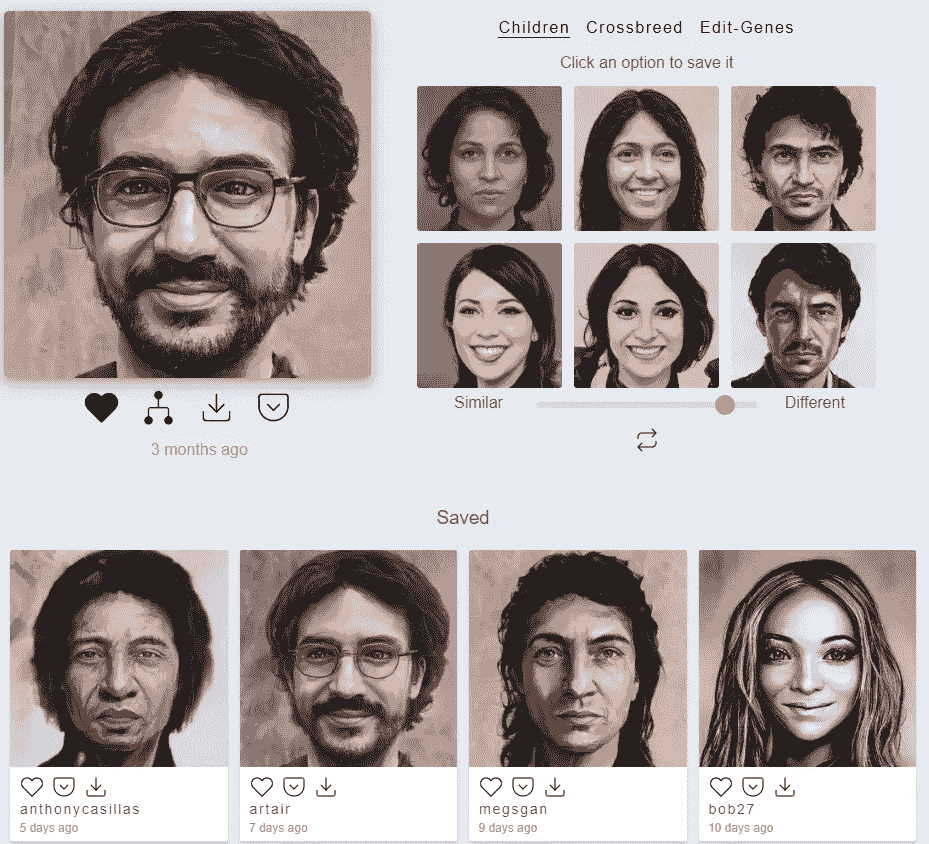 Children Crossbreed Edit-Genes
Click an option to save it
Similar Different
3 months ago
Saved
anthonycasillas
5 days ago
artair
7 days ago
megsgan
9 days ago
bob27
10 days ago